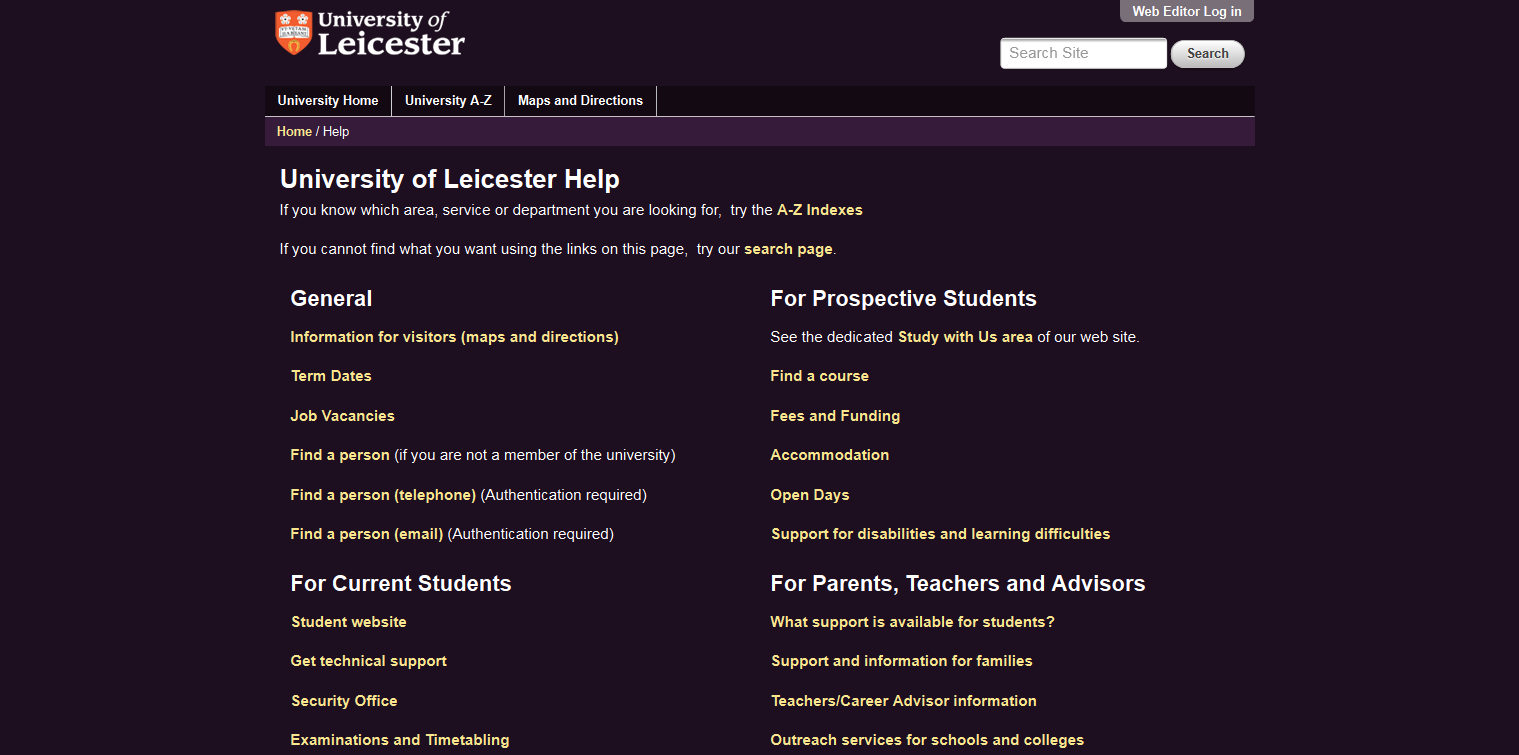 University of
Leicester
Web Editor Log in
Search Site
Search
University Home
University A-Z
Maps and Directions
Home / Help
University of Leicester Help
If you know which area, service or department you are looking for, try the A-Z Indexes
If you cannot find what you want using the links on this page, try our search page.
General
Information for visitors (maps and directions)
Term Dates
Job Vacancies
Find a person (if you are not a member of the university)
Find a person (telephone) (Authentication required)
Find a person (email) (Authentication required)
For Prospective Students
See the dedicated Study with Us area of our web site.
Find a course
Fees and Funding
Accommodation
Open Days
Support for disabilities and learning difficulties
For Current Students
Student website
Get technical support
Security Office
Examinations and Timetabling
For Parents, Teachers and Advisors
What support is available for students?
Support and information for families
Teachers/Career Advisor information
Outreach services for schools and colleges